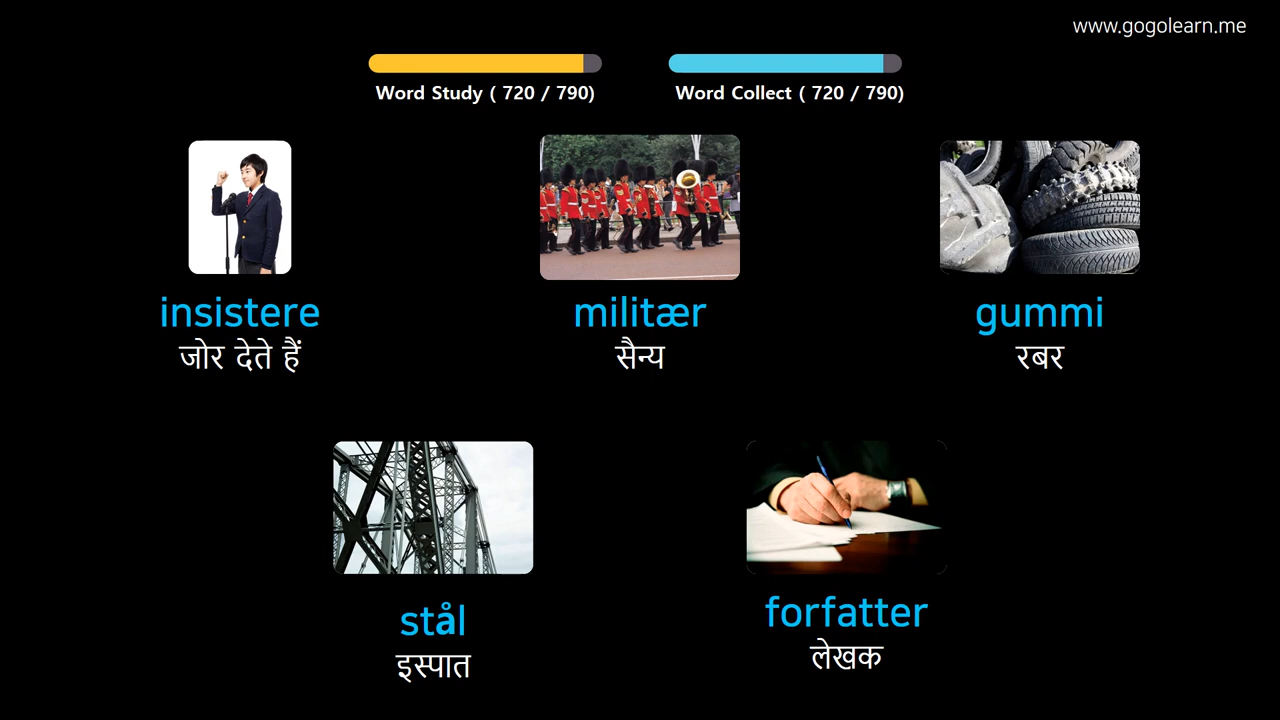 www.gogolearn.me
Word Study ( 720 / 790)
Word Collect ( 720 / 790)
insistere
जोर देते हैं
militær
सैन्य
gummi
रबर
stål
इस्पात
forfatter
लेखक